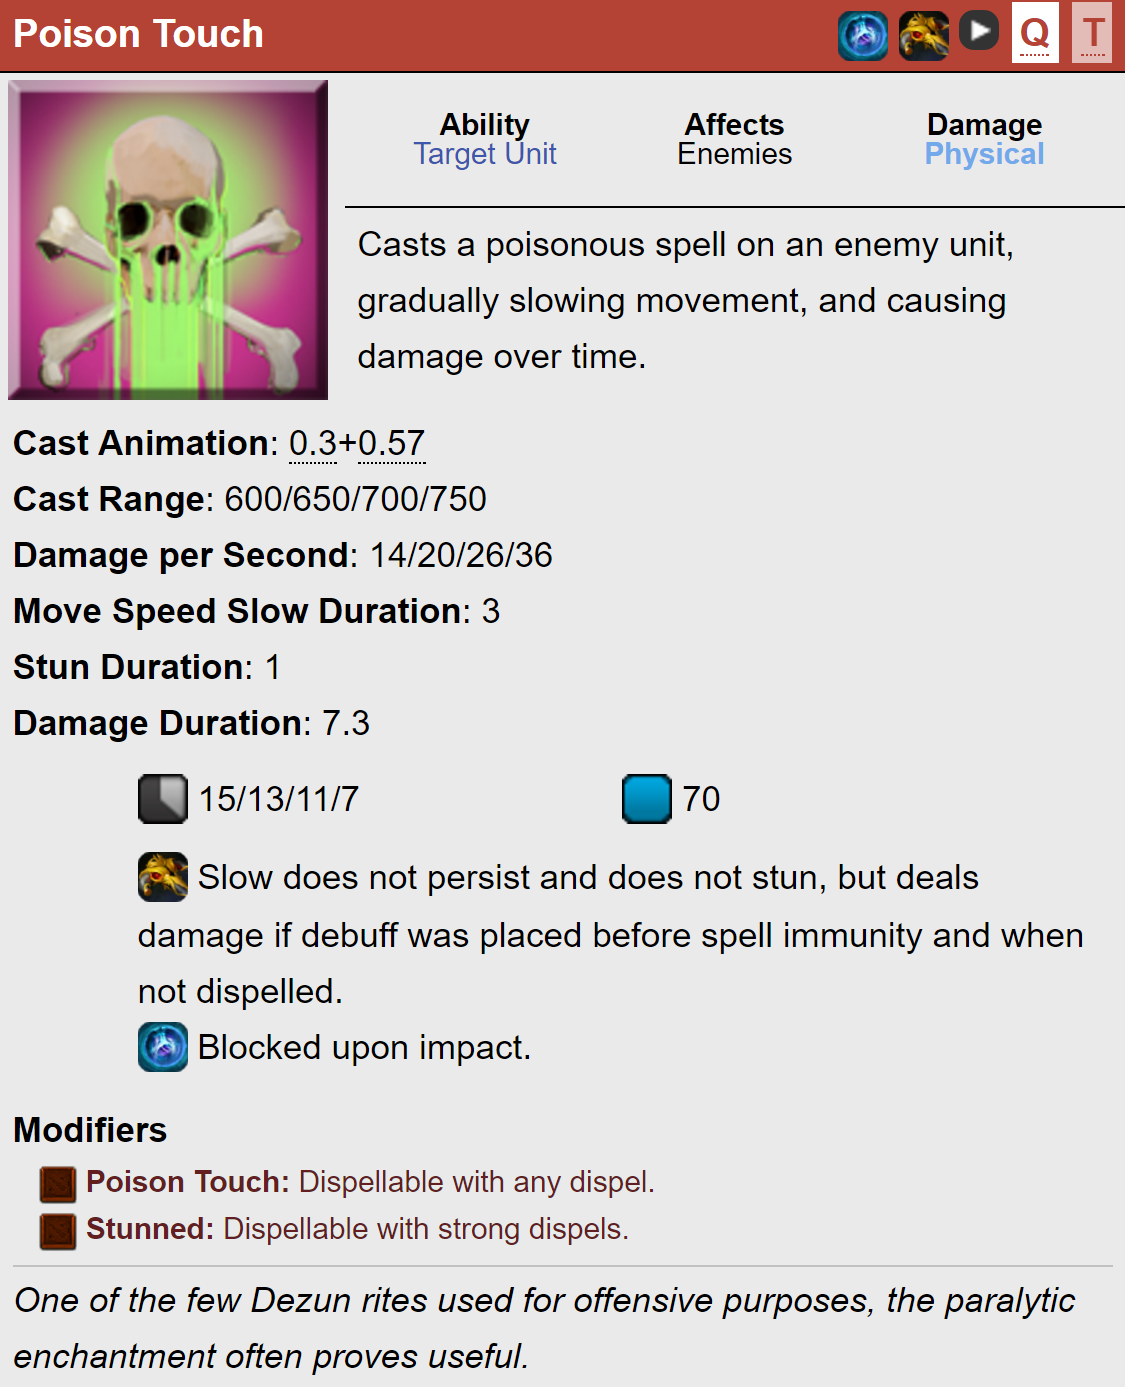 Poison Touch
Q
T
Ability
Target Unit
Affects
Enemies
Damage
Physical
Casts a poisonous spell on an enemy unit,
gradually slowing movement, and causing
damage over time.
Cast Animation: 0.3+0.57
Cast Range: 600/650/700/750
Damage per Second: 14/20/26/36
Move Speed Slow Duration: 3
Stun Duration: 1
Damage Duration: 7.3
15/13/11/7
70
Slow does not persist and does not stun, but deals
damage if debuff was placed before spell immunity and when
not dispelled.
Blocked upon impact.
Modifiers
Poison Touch: Dispellable with any dispel.
Stunned: Dispellable with strong dispels.
One of the few Dezun rites used for offensive purposes, the paralytic
enchantment often proves useful.